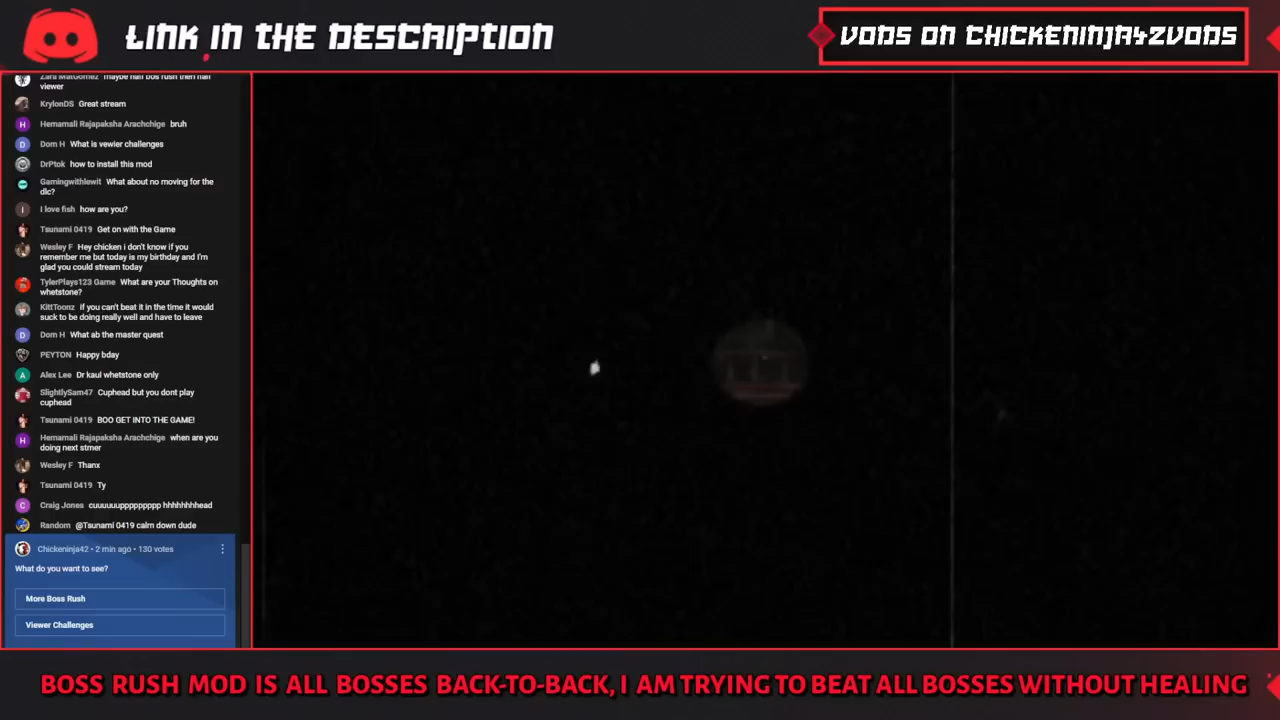 LINK IN THE DESCRIPTION
VODS ON CHICKENINJA42VODS
Zara MatGomez maybe half bos rush then half
viewer
KrylonDS Great stream
Hemamali Rajapaksha Arachchige bruh
Dom H What is vewier challenges
DrPtok how to install this mod
Gamingwithlewit What about no moving for the
dlc?
I love fish how are you?
Tsunami 0419 Get on with the Game
Wesley F Hey chicken i don't know if you
remember me but today is my birthday and I'm
glad you could stream today
TylerPlays123 Game What are your Thoughts on
whetstone?
KittToonz if you can't beat it in the time it would
suck to be doing really well and have to leave
Dom H What ab the master quest
PEYTON Happy bday
Alex Lee Dr kaul whetstone only
SlightlySam47 Cuphead but you dont play
cuphead
Tsunami 0419 BOO GET INTO THE GAME!
Hemamali Rajapaksha Arachchige when are you
doing next stmer
Wesley F Thanx
Tsunami 0419 Ty
Craig Jones cuuuuuuppppppppp hhhhhhhhead
Random @Tsunami 0419 calm down dude
Chickeninja42 • 2 min ago • 130 votes
What do you want to see?
More Boss Rush
Viewer Challenges
BOSS RUSH MOD IS ALL BOSSES BACK-TO-BACK, I AM TRYING TO BEAT ALL BOSSES WITHOUT HEALING